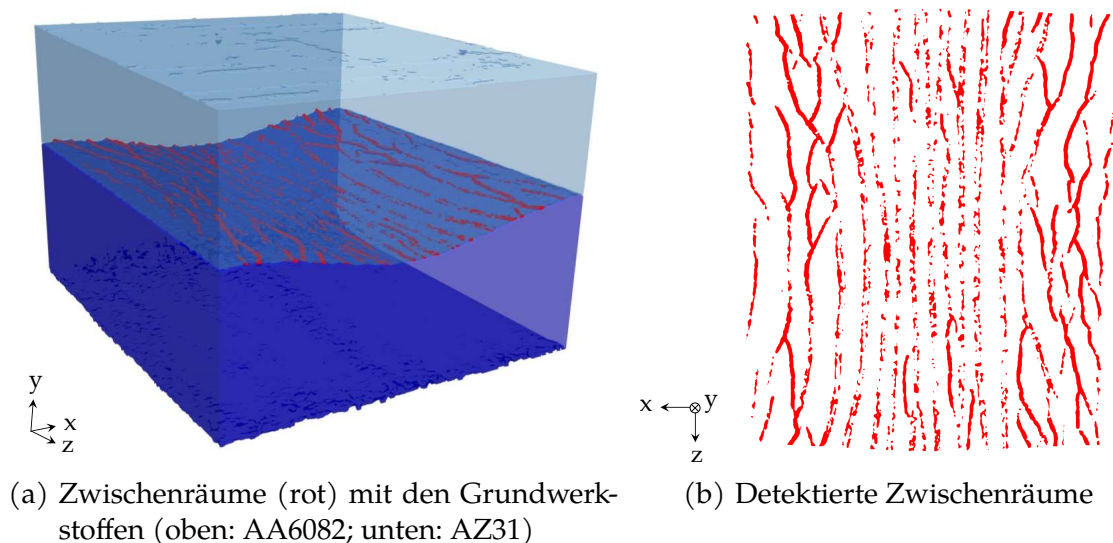 y
x
z
x
y
z
(a) Zwischenräume (rot) mit den Grundwerk-
stoffen (oben: AA6082; unten: AZ31)
(b) Detektierte Zwischenräume